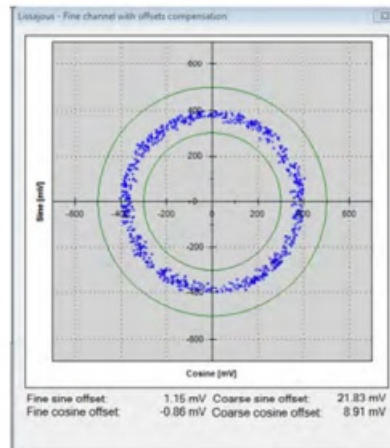 Lissajous - Fine channel with offsets compensation
600
400
200
-800 -400 -200 0 200 400 600
-200
-400
-600
Sine [mV]
Cosine [mV]
Fine sine offset: 1.15 mV Coarse sine offset: 21.83 mV
Fine cosine offset: -0.86 mV Coarse cosine offset: 8.91 mV